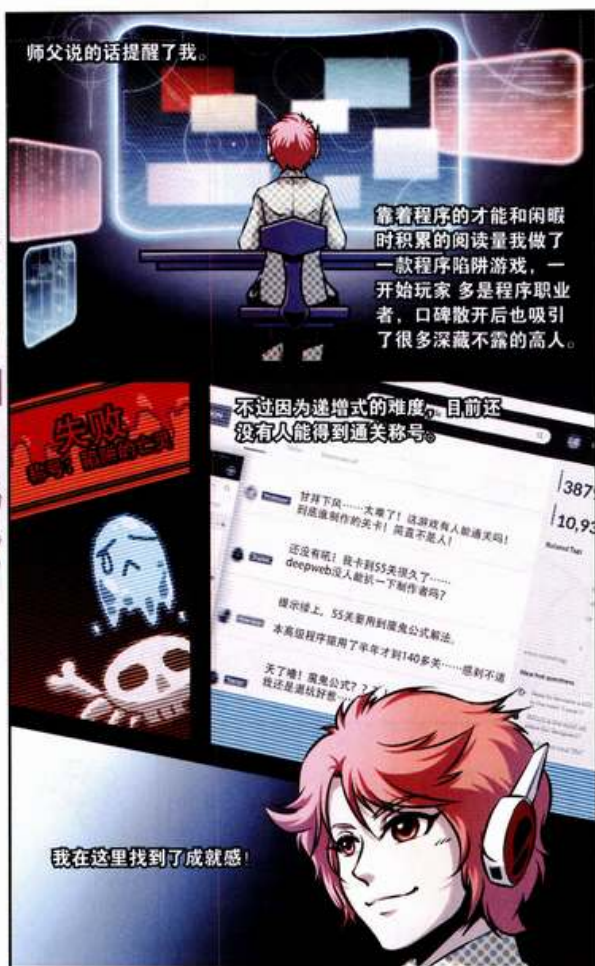 师父说的话提醒了我。
靠着程序的才能和闲暇
时积累的阅读量我做了
一款程序陷阱游戏，一
开始玩家 多是程序职业
者，口碑散开后也吸引
了很多深藏不露的高人。
失败
不过因为递增式的难度，目前还
没有人能得到通关称号。
甘拜下风……太难了！这游戏有人能通关吗！
到底谁制作的关卡！简直不是人！
还没有吧！我卡到55关很久了……
deepweb没人能扒一下制作者吗？
提示楼上，55关要用到魔鬼公式解法。
本高级程序猿用了半年才到140多关……感到不适
天了噜！魔鬼公式？？
我还是退坑好惹……
3879
10,93
我在这里找到了成就感！